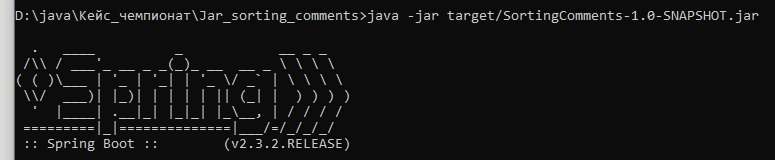 D:\java\Кейс_чемпионат\Jar_sorting_comments>java -jar target/SortingComments-1.0-SNAPSHOT.jar

  .   ____          _            __ _ _
 /\\ / ___'_ __ _ _(_)_ __  __ _ \ \ \ \
( ( )\___ | '_ | '_| | '_ \/ _` | \ \ \ \
 \\/  ___)| |_)| | | | | || (_| |  ) ) ) )
  '  |____| .__|_| |_|_| |_\__, | / / / /
 =========|_|==============|___/=/_/_/_/
 :: Spring Boot ::        (v2.3.2.RELEASE)